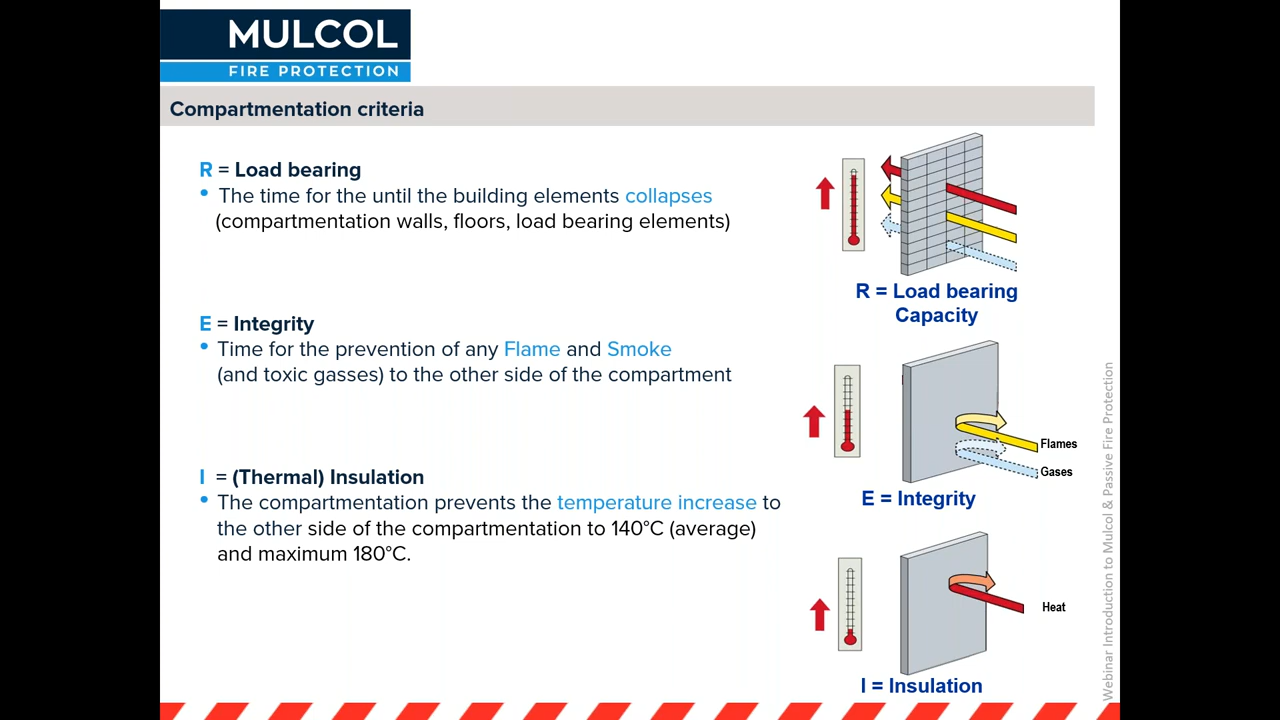 MULCOL
FIRE PROTECTION
Compartmentation criteria
R = Load bearing
• The time for the until the building elements collapses
(compartmentation walls, floors, load bearing elements)
E = Integrity
• Time for the prevention of any Flame and Smoke
(and toxic gasses) to the other side of the compartment
I = (Thermal) Insulation
• The compartmentation prevents the temperature increase to
the other side of the compartmentation to 140°C (average)
and maximum 180°C.
R = Load bearing
Capacity
Flames
Gases
E = Integrity
Heat
I = Insulation
Webinar Introduction to Mulcol & Passive Fire Protection